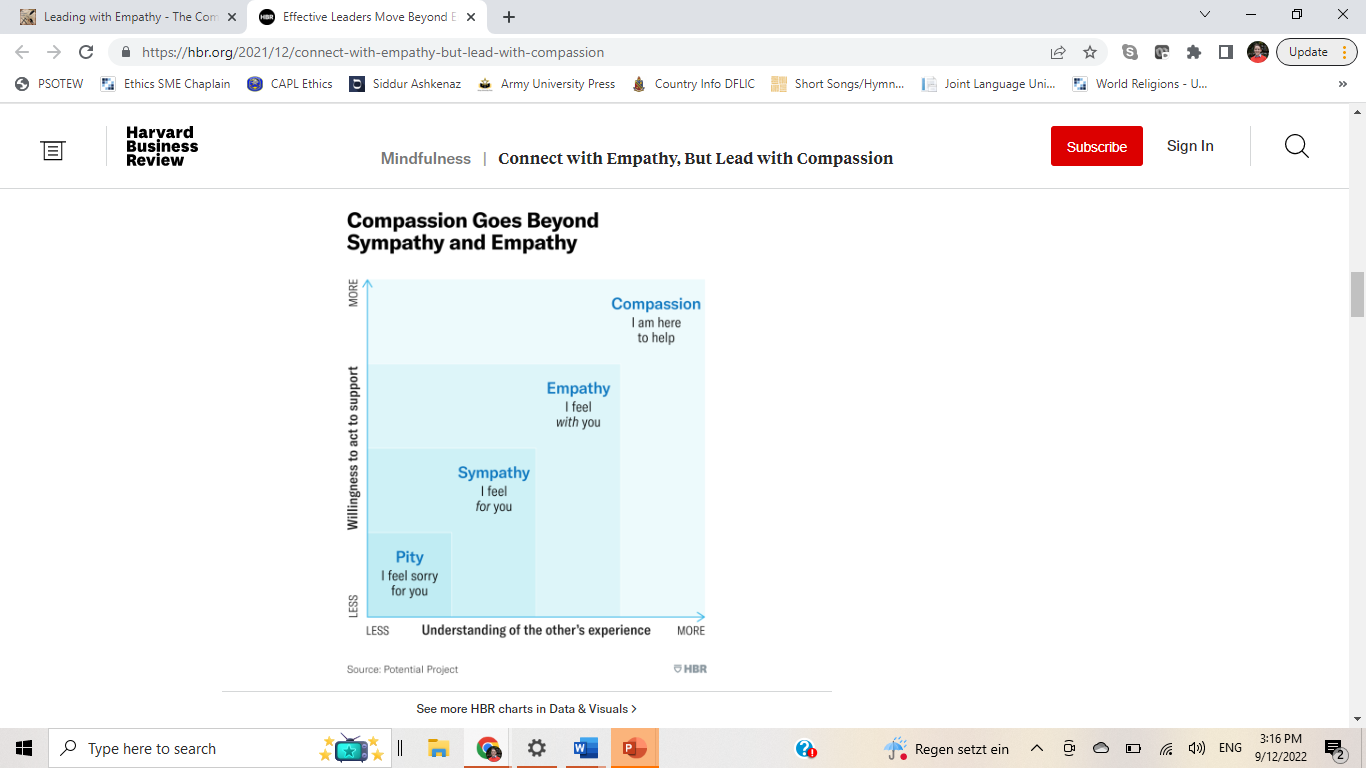 Leading with Empathy - The Com
Effective Leaders Move Beyond E
https://hbr.org/2021/12/connect-with-empathy-but-lead-with-compassion
Update
PSOTEW
Ethics SME Chaplain
CAPL Ethics
Siddur Ashkenaz
Army University Press
Country Info DFLIC
Short Songs/Hymn...
Joint Language Uni...
World Religions - U...
»
Harvard
Business
Review
Mindfulness | Connect with Empathy, But Lead with Compassion
Subscribe
Sign In
Compassion Goes Beyond
Sympathy and Empathy
MORE
Willingness to act to support
LESS
Compassion
I am here
to help
Empathy
I feel
with you
Sympathy
I feel
for you
Pity
I feel sorry
for you
LESS
Understanding of the other's experience
MORE
Source: Potential Project
HBR
See more HBR charts in Data & Visuals >
Type here to search
Regen setzt ein
ENG
3:16 PM
9/12/2022
2